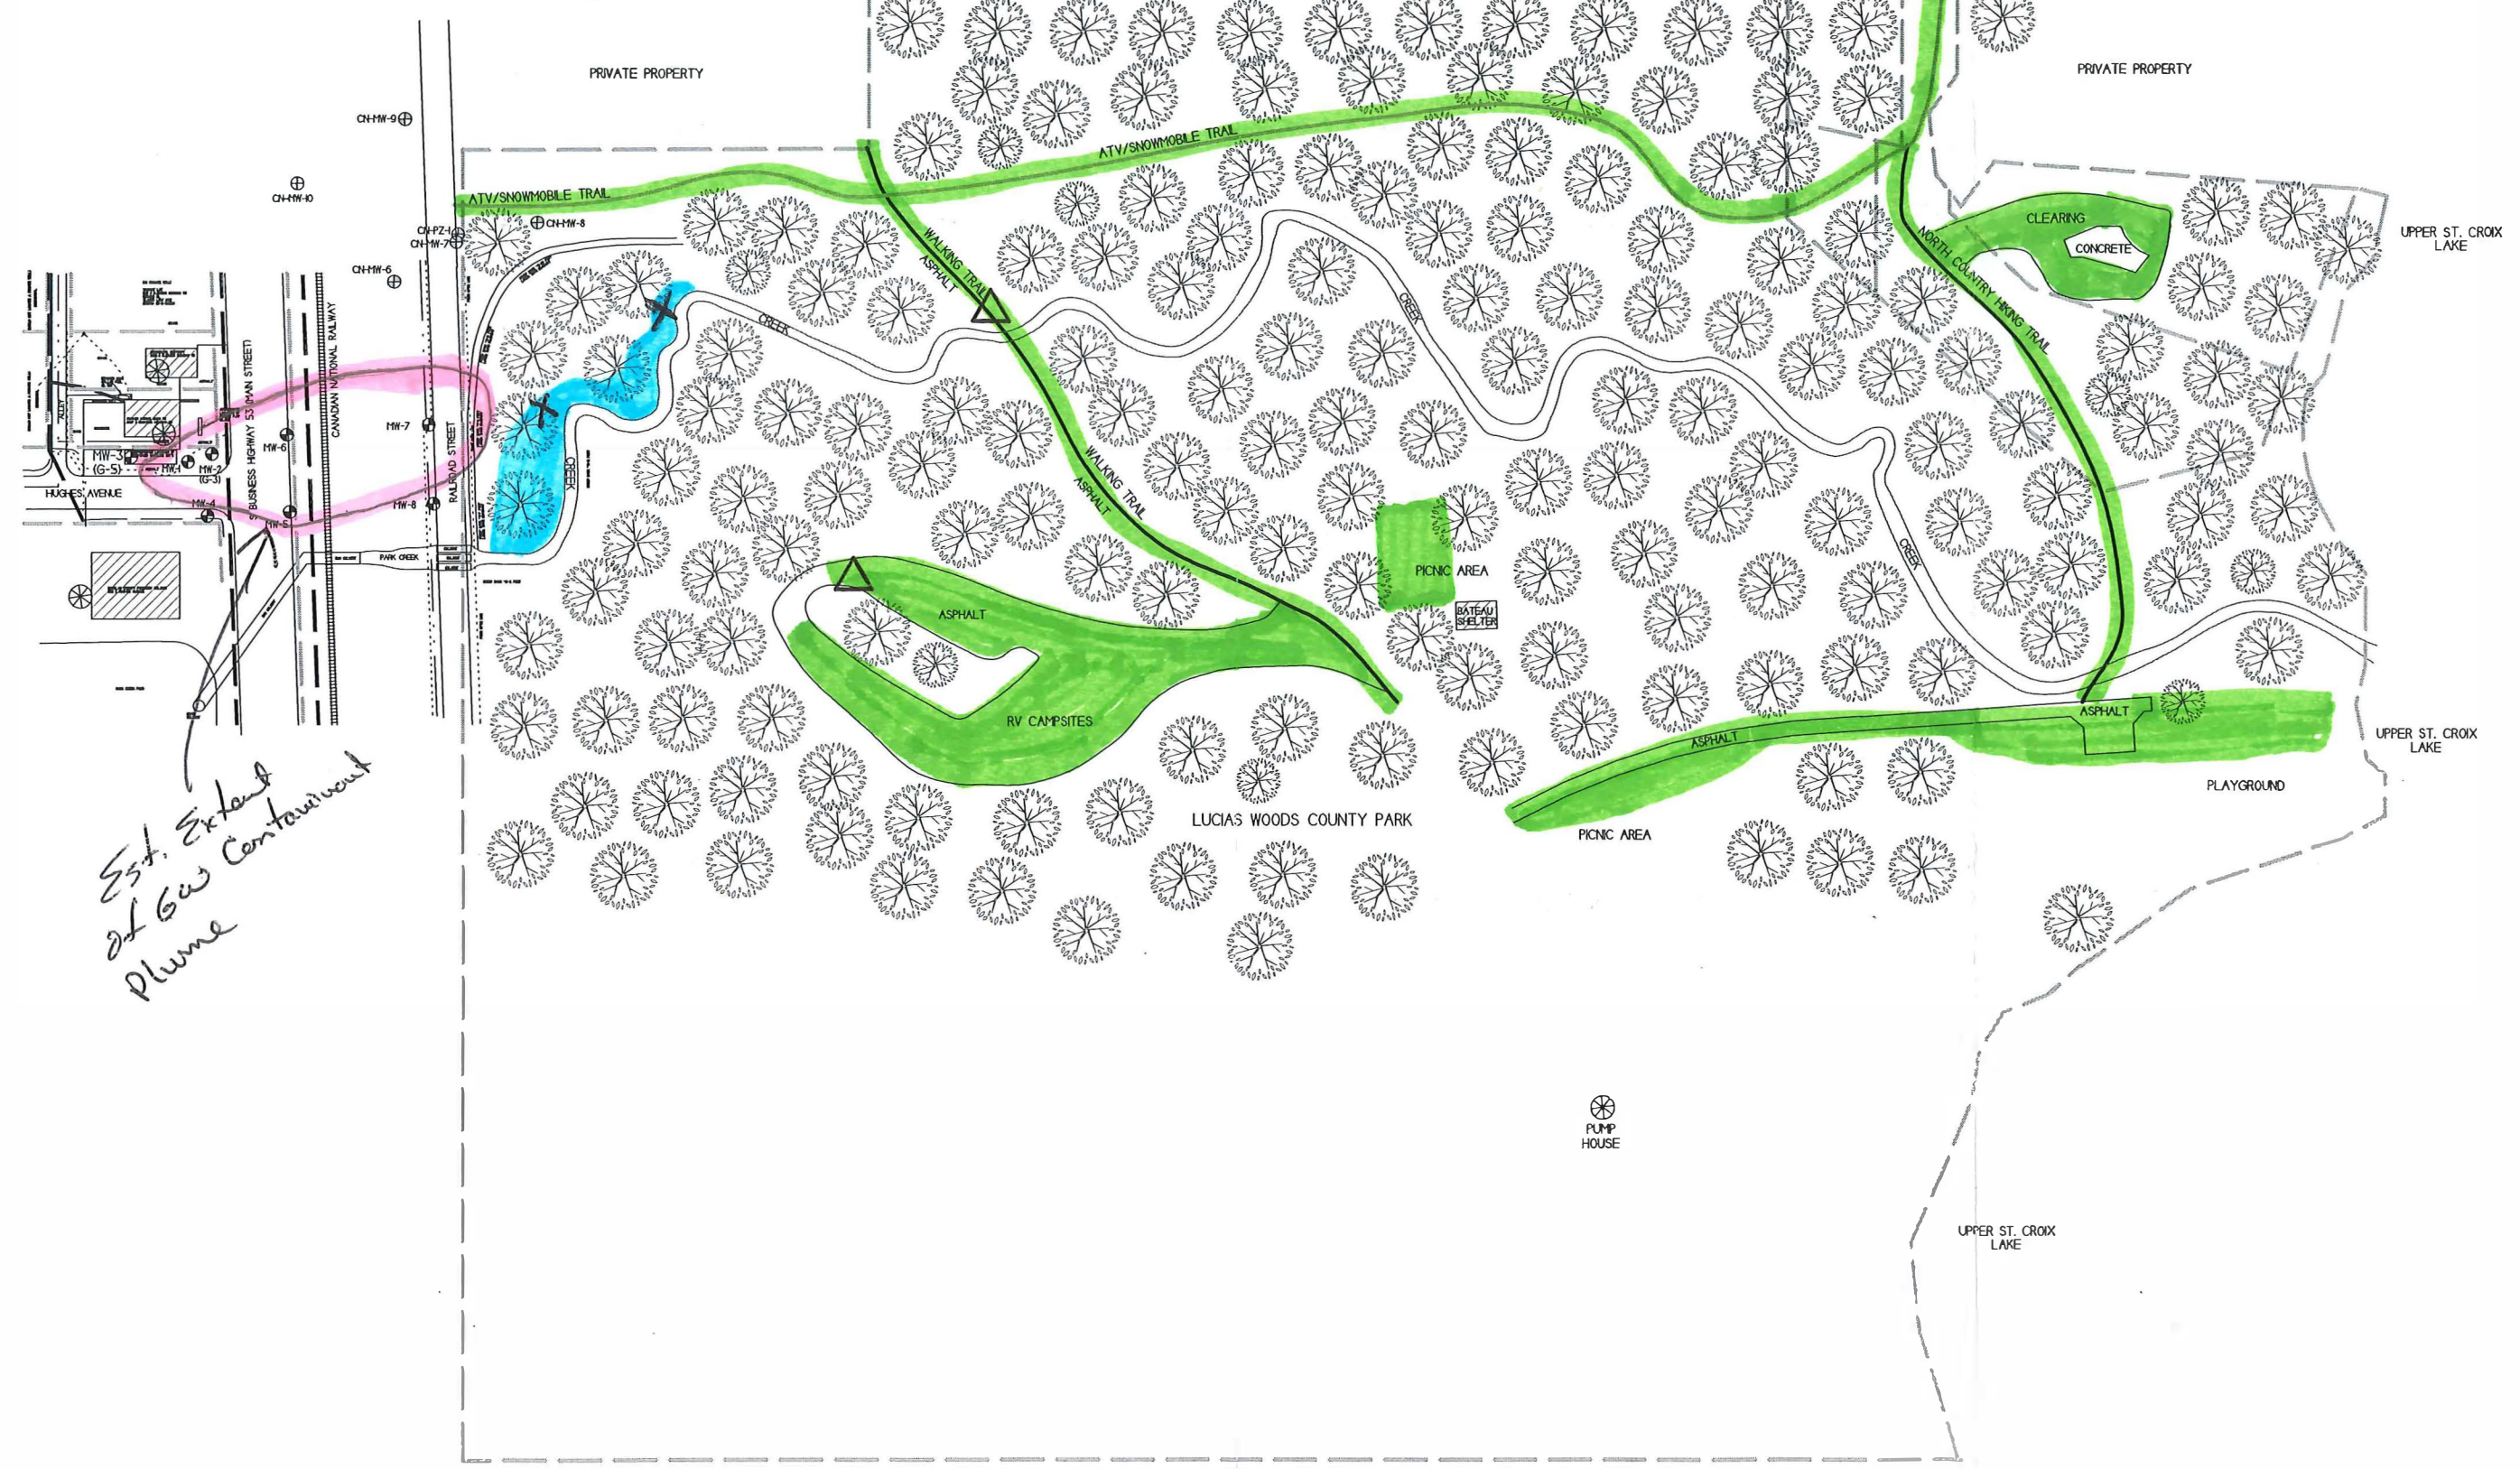 PRIVATE PROPERTY
PRIVATE PROPERTY
CN-MW-9
ATV/SNOWMOBILE TRAIL
CN-MW-10
ATV/SNOWMOBILE TRAIL
CN-MW-8
CN-PZ-1
CN-MW-7
CN-MW-6
CLEARING
CONCRETE
UPPER ST. CROIX
LAKE
WALKING TRAIL
ASPHALT
NORTH COUNTRY HIKING TRAIL
CREEK
CREEK
CANADIAN NATIONAL RAILWAY
S BUSINESS HIGHWAY 53 (MAIN STREET)
ALLEY
MW-7
MW-6
MW-3
(G-5)
MW-1
MW-2
(G-3)
HUGHES AVENUE
RAILROAD STREET
CREEK
WALKING TRAIL
ASPHALT
MW-4
MW-5
MW-8
PARK CREEK
CREEK
PICNIC AREA
BATEAU
SHELTER
ASPHALT
RV CAMPSITES
ASPHALT
ASPHALT
UPPER ST. CROIX
LAKE
PLAYGROUND
LUCIAS WOODS COUNTY PARK
PICNIC AREA
Est. Extent
of GW Contaminant
Plume
PUMP
HOUSE
UPPER ST. CROIX
LAKE